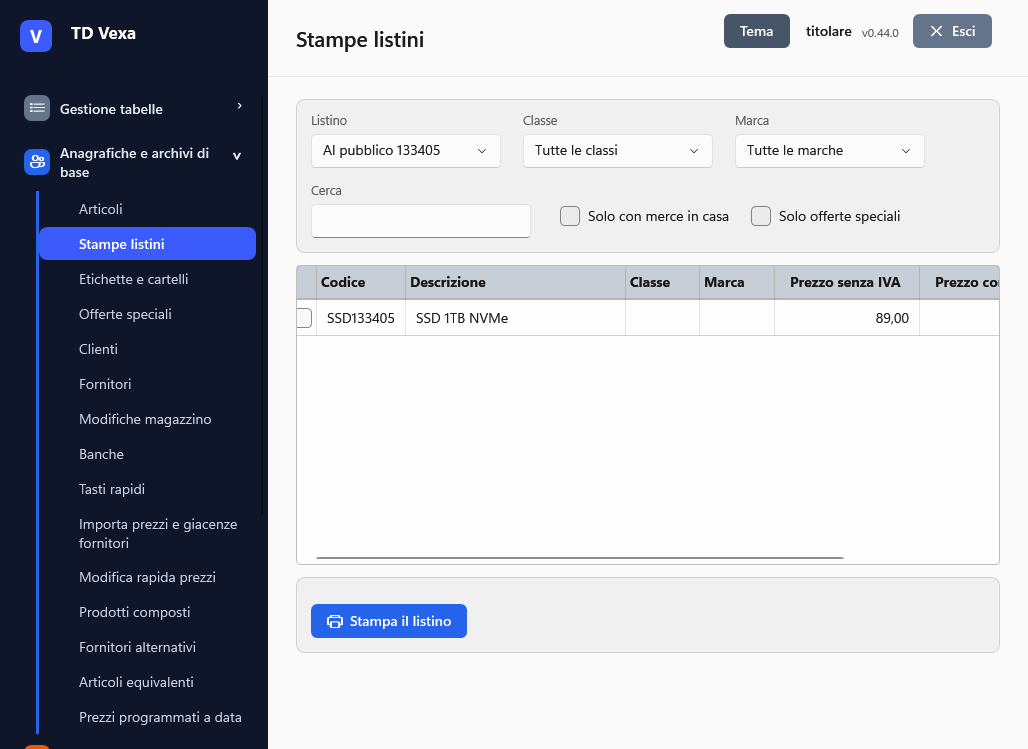 V
TD Vexa
Gestione tabelle
Anagrafiche e archivi di
base
Articoli
Stampe listini
Etichette e cartelli
Offerte speciali
Clienti
Fornitori
Modifiche magazzino
Banche
Tasti rapidi
Importa prezzi e giacenze
fornitori
Modifica rapida prezzi
Prodotti composti
Fornitori alternativi
Articoli equivalenti
Prezzi programmati a data
Stampe listini
Tema titolare v0.44.0 Esci
Listino Classe Marca
Al pubblico 133405 Tutte le classi Tutte le marche
Cerca
Solo con merce in casa Solo offerte speciali
Codice Descrizione Classe Marca Prezzo senza IVA Prezzo
SSD133405 SSD 1TB NVMe 89,00
Stampa il listino